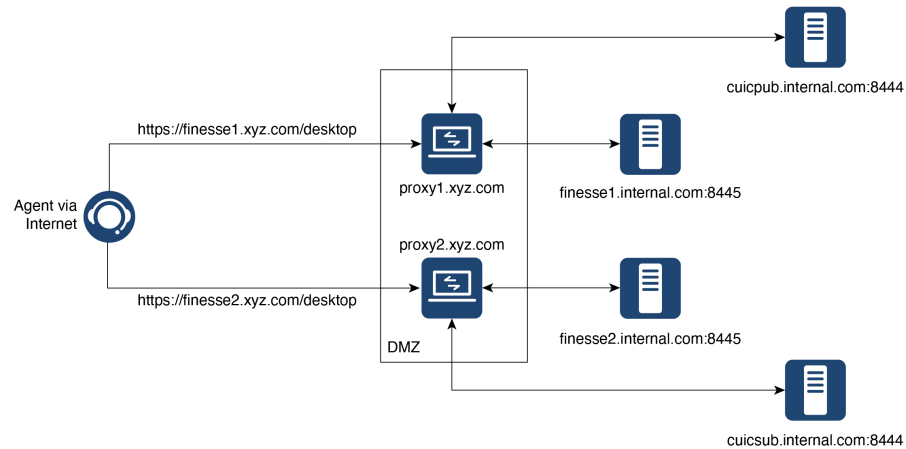 cuicpub.internal.com:8444
https://finesse1.xyz.com/desktop
proxy1.xyz.com
finesse1.internal.com:8445
Agent via
Internet
proxy2.xyz.com
https://finesse2.xyz.com/desktop
finesse2.internal.com:8445
DMZ
cuicsub.internal.com:8444